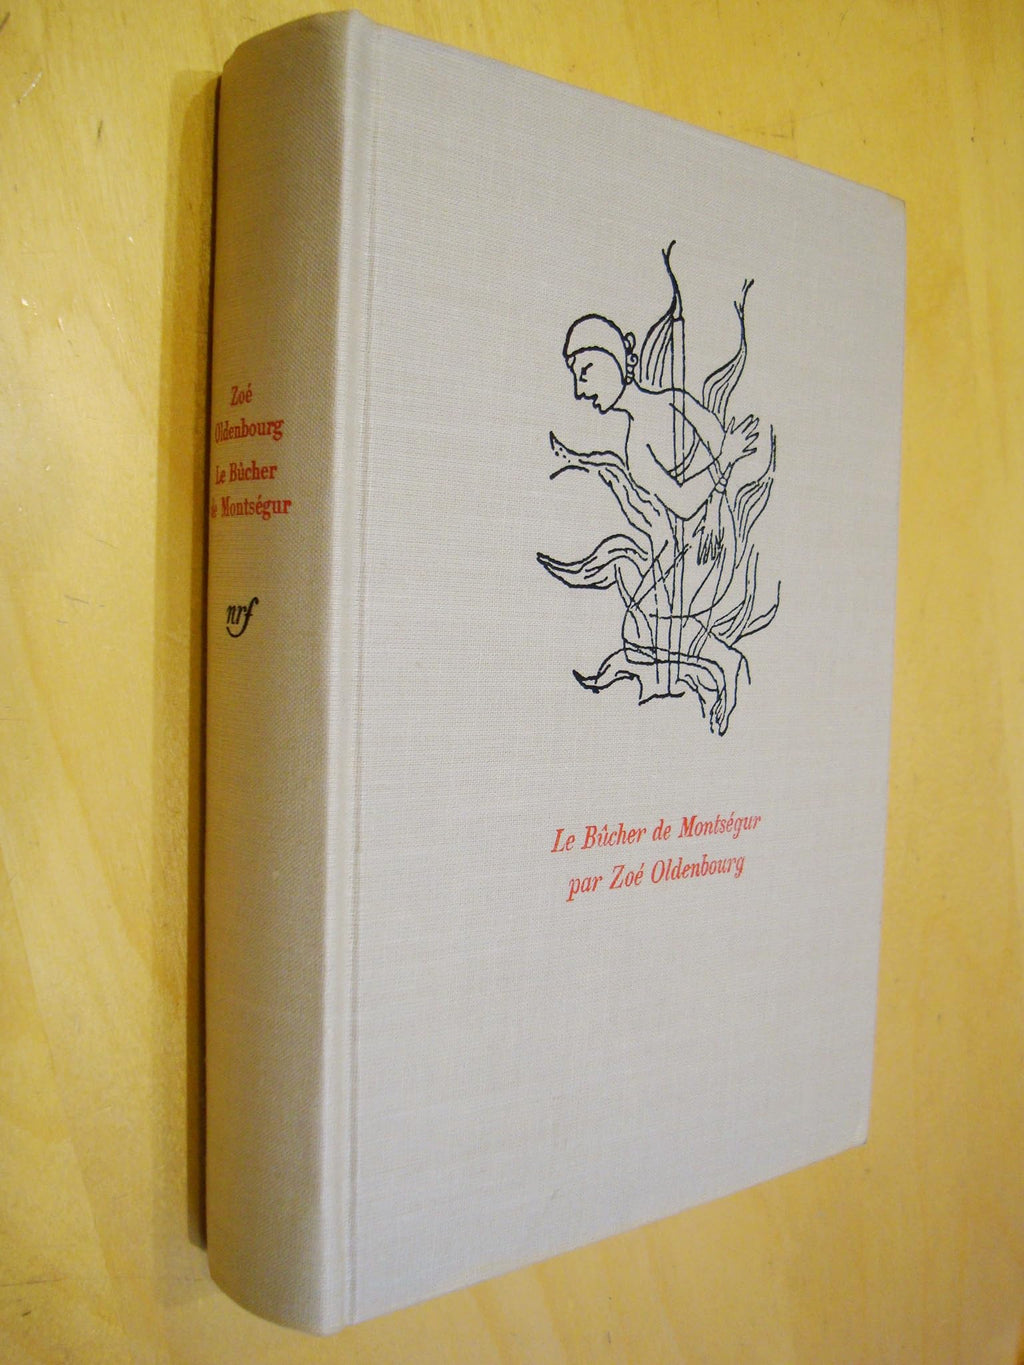 Zoé
Oldenbourg
Le Bûcher
de Montségur
nrf
Le Bûcher de Montségur
par Zoé Oldenbourg